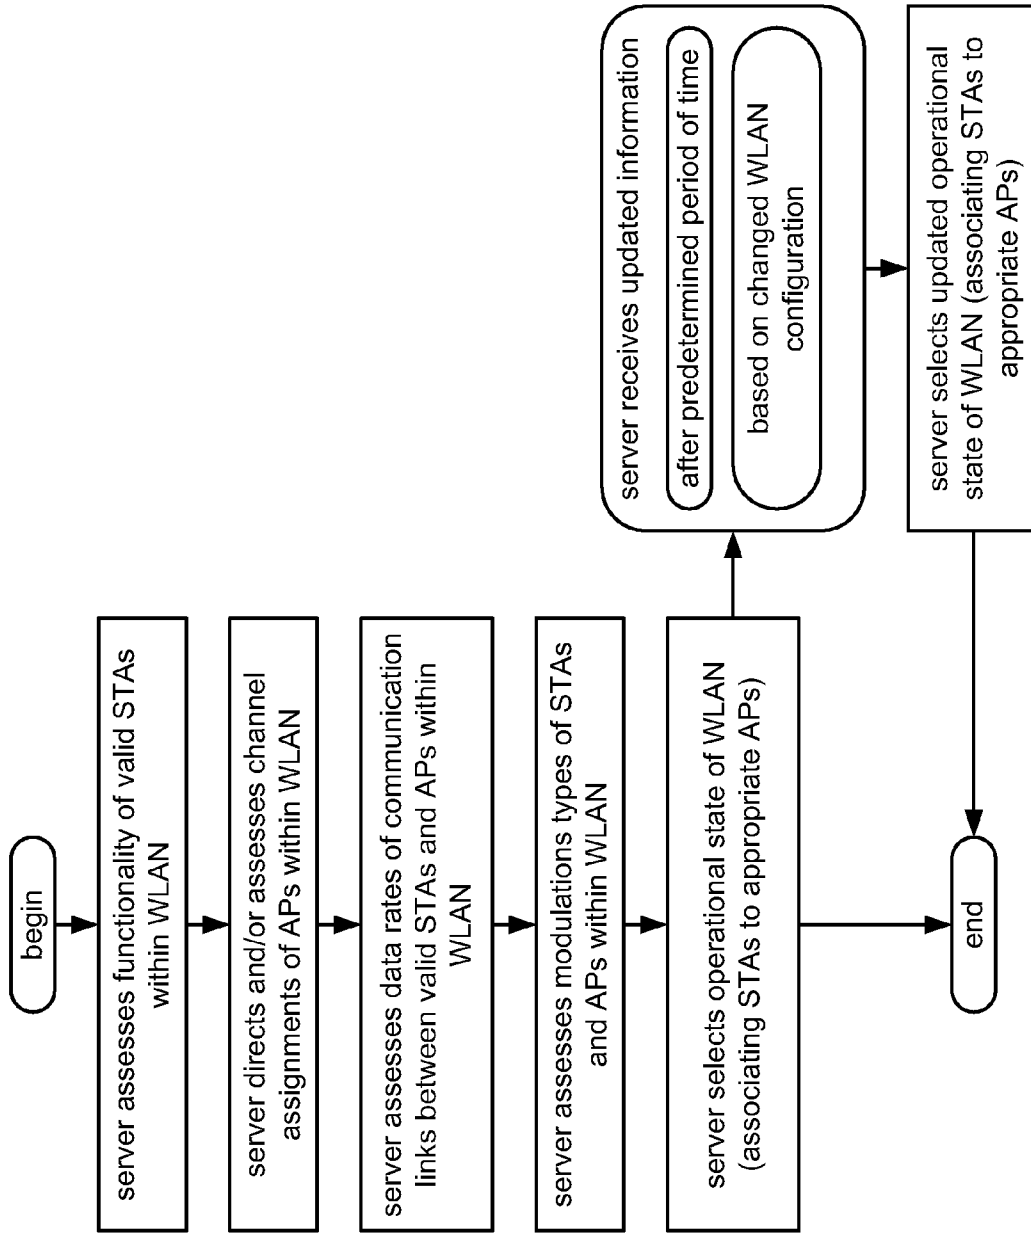 begin
server assesses functionality of valid STAs
within WLAN
server directs and/or assesses channel
assignments of APs within WLAN
server assesses data rates of communication
links between valid STAs and APs within
WLAN
server assesses modulations types of STAs
and APs within WLAN
server selects operational state of WLAN
(associating STAs to appropriate APs)
server receives updated information
after predetermined period of time
based on changed WLAN
configuration
server selects updated operational
state of WLAN (associating STAs to
appropriate APs)
end